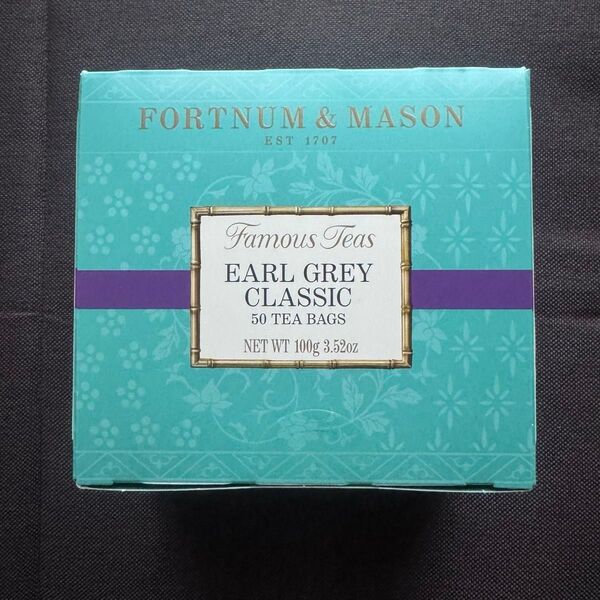 FORTNUM & MASON
EST 1707
Famous Teas
EARL GREY
CLASSIC
50 TEA BAGS
NET WT 100g 3.52oz